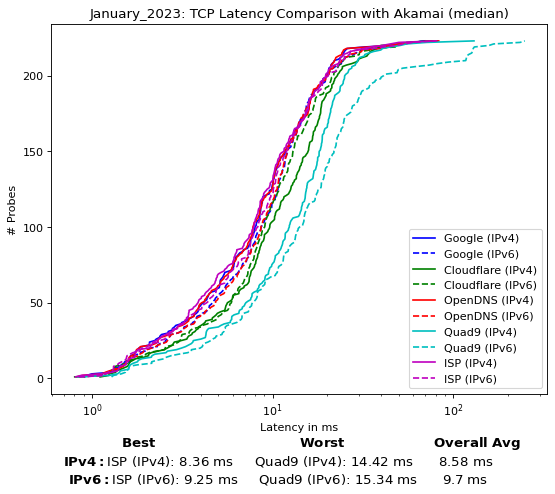 January_2023: TCP Latency Comparison with Akamai (median)
# Probes
200
150
100
50
0
Google (IPv4)
Google (IPv6)
Cloudflare (IPv4)
Cloudflare (IPv6)
OpenDNS (IPv4)
OpenDNS (IPv6)
Quad9 (IPv4)
Quad9 (IPv6)
ISP (IPv4)
ISP (IPv6)
10⁰ 10¹ 10²
Latency in ms
Best Worst Overall Avg
IPv4: ISP (IPv4): 8.36 ms Quad9 (IPv4): 14.42 ms 8.58 ms
IPv6: ISP (IPv6): 9.25 ms Quad9 (IPv6): 15.34 ms 9.7 ms